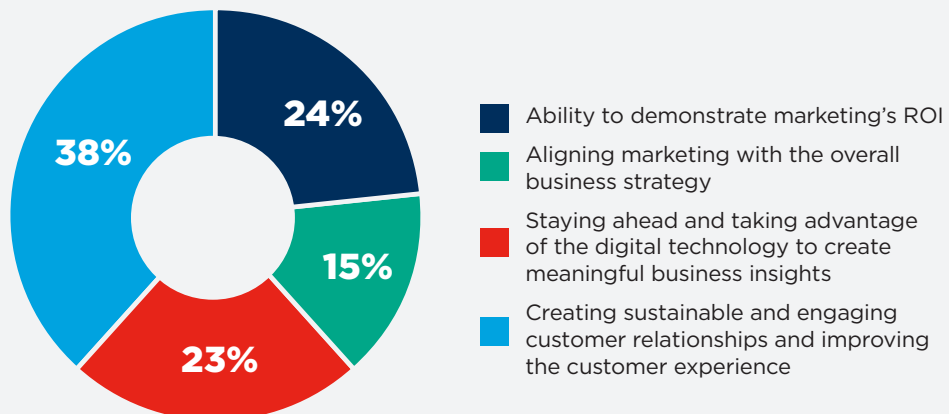 24%
38%
15%
23%
Ability to demonstrate marketing’s ROI
Aligning marketing with the overall
business strategy
Staying ahead and taking advantage
of the digital technology to create
meaningful business insights
Creating sustainable and engaging
customer relationships and improving
the customer experience